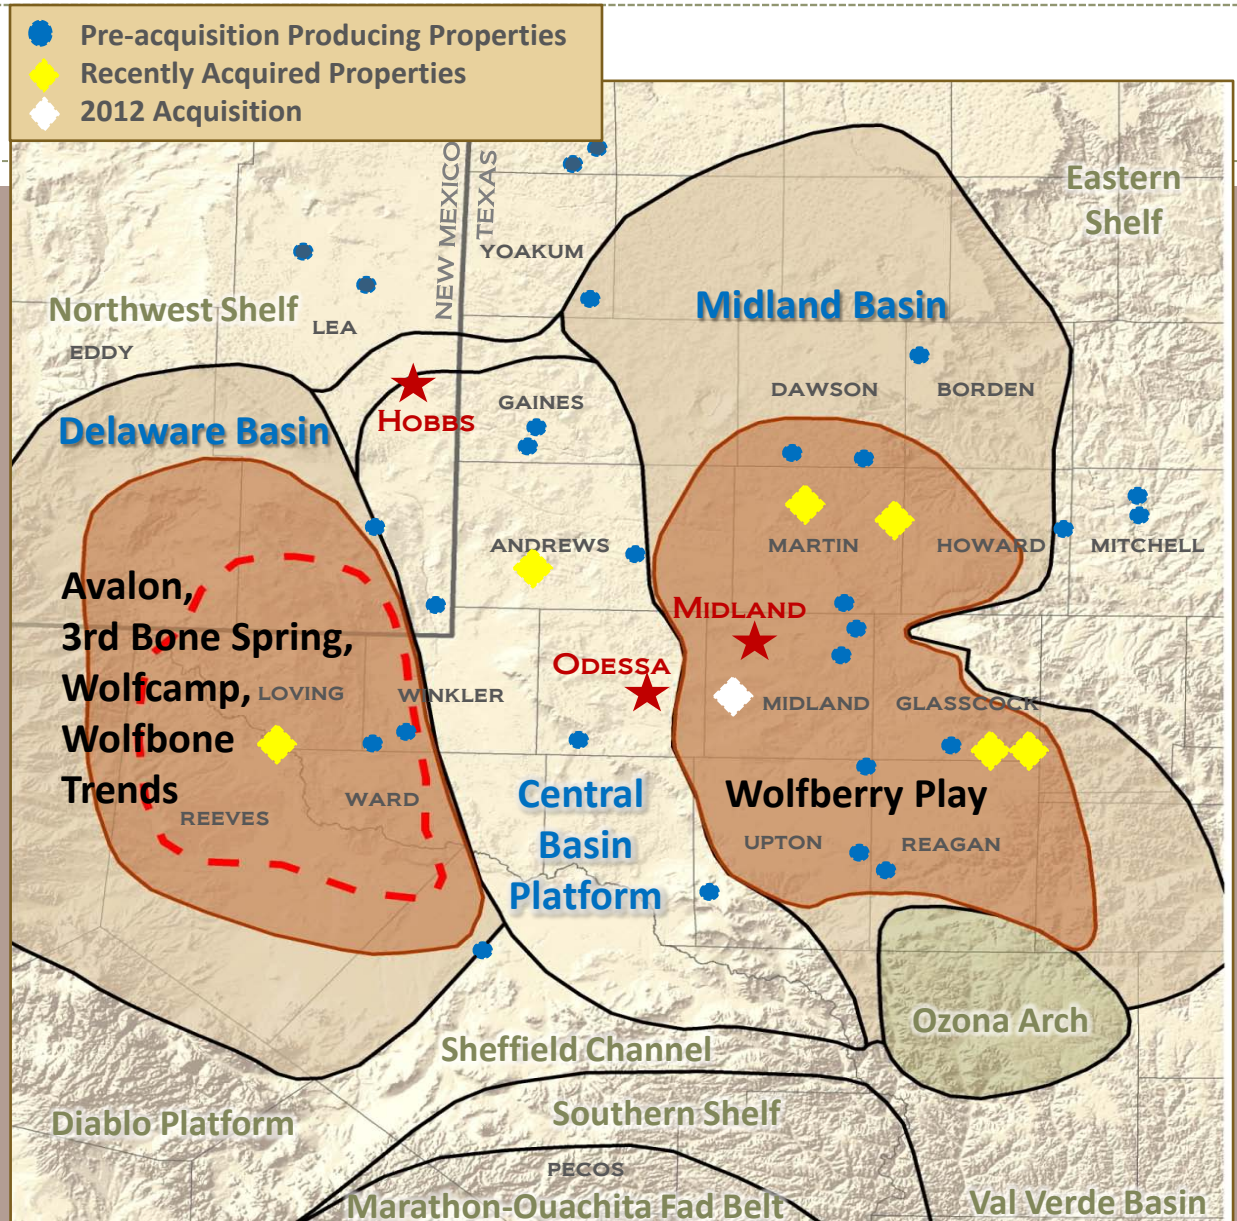 Pre-acquisition Producing Properties
Recently Acquired Properties
2012 Acquisition
NEW MEXICO
TEXAS
Eastern
Shelf
YOAKUM
Northwest Shelf
LEA
EDDY
Midland Basin
DAWSON
BORDEN
GAINES
HOBBS
Delaware Basin
ANDREWS
MARTIN
HOWARD
MITCHELL
Avalon,
3rd Bone Spring,
Wolfcamp,
Wolfbone
Trends
MIDLAND
ODESSA
LOVING
WINKLER
MIDLAND
GLASSCOCK
WARD
REEVES
Central
Basin
Platform
Wolfberry Play
UPTON
REAGAN
Ozona Arch
Sheffield Channel
Southern Shelf
Diablo Platform
PECOS
Marathon-Ouachita Fad Belt
Val Verde Basin